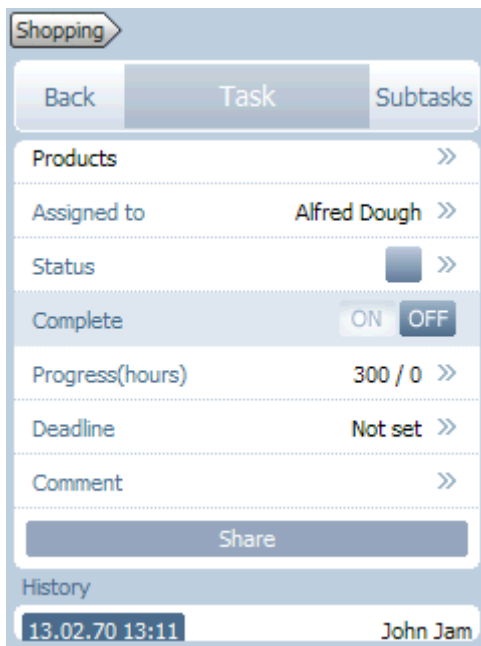 Shopping
Back Task Subtasks
Products »
Assigned to Alfred Dough »
Status »
Complete ON OFF
Progress(hours) 300 / 0 »
Deadline Not set »
Comment »
Share
History
13.02.70 13:11 John Jam